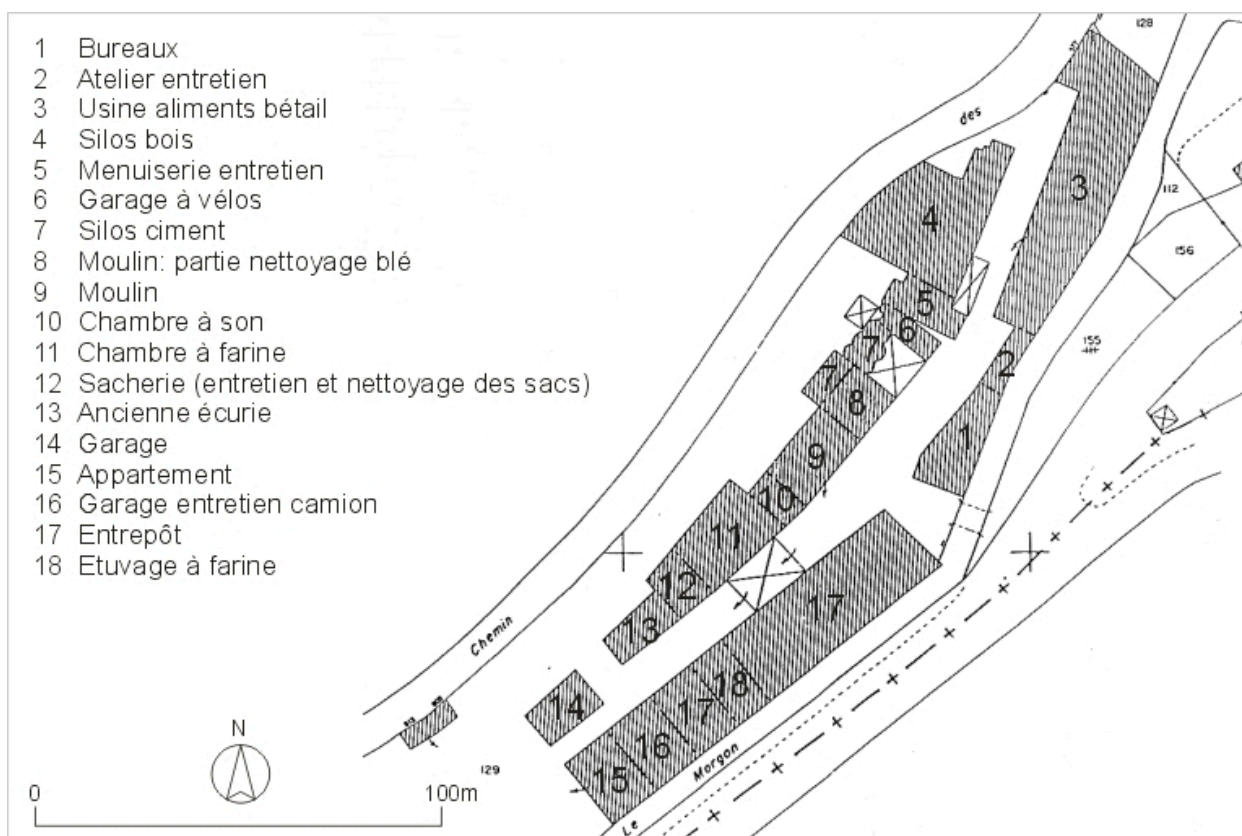 1 Bureaux
2 Atelier entretien
3 Usine aliments bétail
4 Silos bois
5 Menuiserie entretien
6 Garage à vélos
7 Silos ciment
8 Moulin: partie nettoyage blé
9 Moulin
10 Chambre à son
11 Chambre à farine
12 Sacherie (entretien et nettoyage des sacs)
13 Ancienne écurie
14 Garage
15 Appartement
16 Garage entretien camion
17 Entrepôt
18 Etuvage à farine
128
des
3
112
4
156
5
6
155
7
2
7
8
1
9
10
11
12
17
13
Chemin
18
14
17
16
Morgon
15
129
Le
N
0 100m